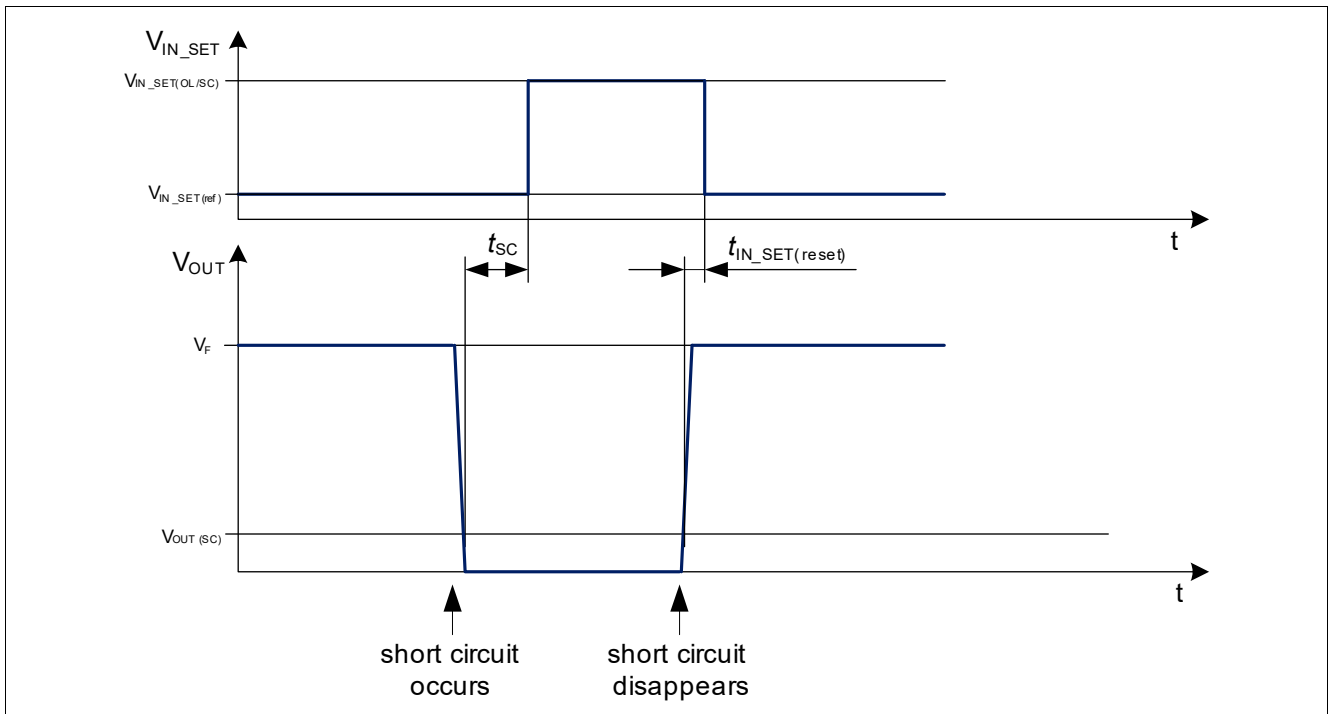 V_IN_SET
V_IN_SET(OL/SC)
V_IN_SET(ref)
t
t_SC
t_IN_SET(reset)
V_OUT
V_F
V_OUT (SC)
t
short circuit
occurs
short circuit
disappears